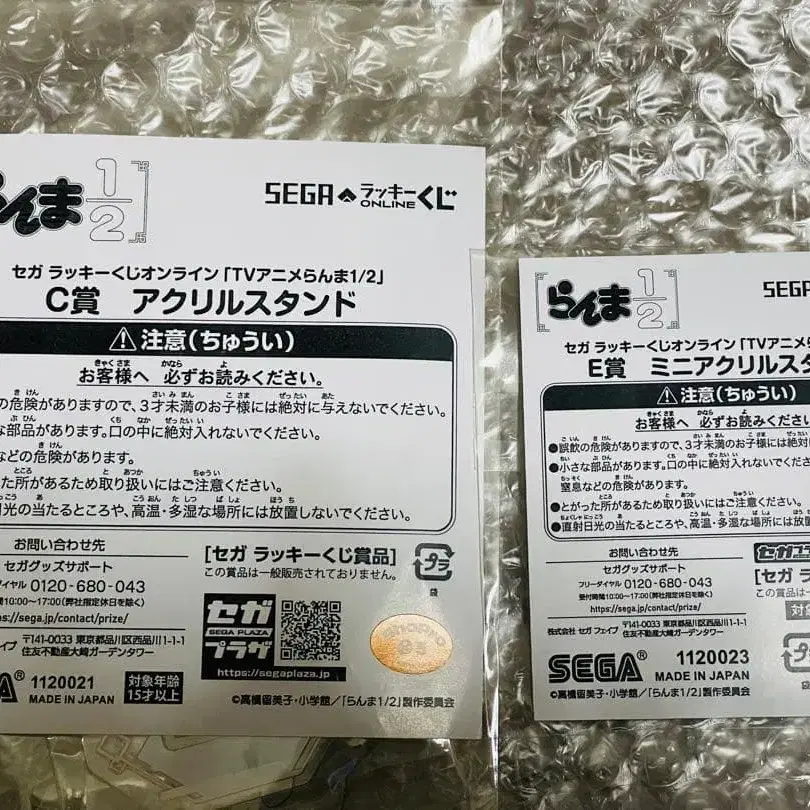 らんま1/2
SEGA ラッキーくじ ONLINE
セガ ラッキーくじオンライン「TVアニメらんま1/2」
C賞 アクリルスタンド
注意(ちゅうい)
お客様へ 必ずお読みください。
の危険がありますので、3才未満のお子様には絶対に与えないでください。
な部品があります。口の中に絶対入れないでください。
などの危険があります。
った所があるため取り扱いにはご注意ください。
日光の当たるところや、高温・多湿な場所には放置しないでください。
お問い合わせ先
セガグッズサポート
ダイヤル 0120-680-043
10:00~17:00(弊社指定休日を除く)
https://sega.jp/contact/prize/
ェイブ 〒141-0033 東京都品川区西品川1-1-1
住友不動産大崎ガーデンタワー
1120021
MADE IN JAPAN
対象年齢
15才以上
[セガ ラッキーくじ賞品]
この賞品は一般販売されておりません。
プラ
袋
セガ
SEGA PLAZA
プラザ
https://segaplaza.jp/
©高橋留美子・小学館/「らんま1/2」製作委員会
らんま1/2
SEGA
セガ ラッキーくじオンライン「TVアニメら
E賞 ミニアクリルスタ
注意(ちゅうい)
お客様へ 必ずお読みくださ
●誤飲の危険がありますので、3才未満のお子様には絶対に
●小さな部品があります。口の中に絶対入れないでください
窒息などの危険があります。
●とがった所があるため取り扱いにはご注意ください。
●直射日光の当たるところや、高温・多湿な場所には放
お問い合わせ先
セガグッズサポート
フリーダイヤル 0120-680-043
受付時間10:00~17:00(弊社指定休日を除く)
https://sega.jp/contact/prize/
株式会社 セガ フェイブ 〒141-0033 東京都品川区西品川1-1-1
住友不動産大崎ガーデンタワー
SEGA® 1120023
MADE IN JAPAN
[セガ ラ
この賞品は
©高橋留美子・小学館/「らんま1/2」製作委員会